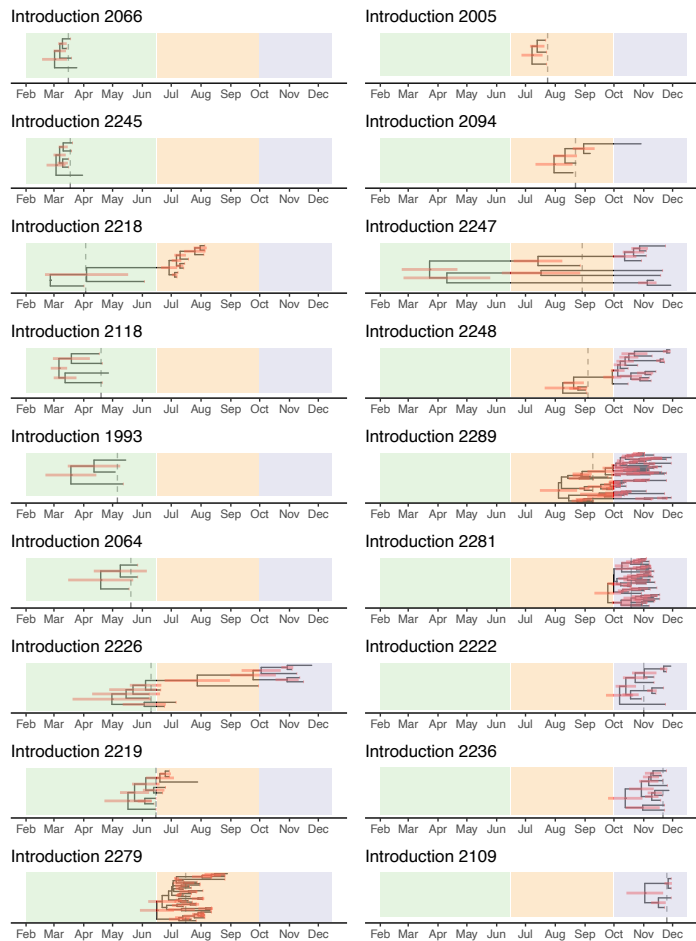 Introduction 2066
Feb Mar Apr May Jun Jul Aug Sep Oct Nov Dec
Introduction 2245
Feb Mar Apr May Jun Jul Aug Sep Oct Nov Dec
Introduction 2218
Feb Mar Apr May Jun Jul Aug Sep Oct Nov Dec
Introduction 2118
Feb Mar Apr May Jun Jul Aug Sep Oct Nov Dec
Introduction 1993
Feb Mar Apr May Jun Jul Aug Sep Oct Nov Dec
Introduction 2064
Feb Mar Apr May Jun Jul Aug Sep Oct Nov Dec
Introduction 2226
Feb Mar Apr May Jun Jul Aug Sep Oct Nov Dec
Introduction 2219
Feb Mar Apr May Jun Jul Aug Sep Oct Nov Dec
Introduction 2279
Feb Mar Apr May Jun Jul Aug Sep Oct Nov Dec
Introduction 2005
Feb Mar Apr May Jun Jul Aug Sep Oct Nov Dec
Introduction 2094
Feb Mar Apr May Jun Jul Aug Sep Oct Nov Dec
Introduction 2247
Feb Mar Apr May Jun Jul Aug Sep Oct Nov Dec
Introduction 2248
Feb Mar Apr May Jun Jul Aug Sep Oct Nov Dec
Introduction 2289
Feb Mar Apr May Jun Jul Aug Sep Oct Nov Dec
Introduction 2281
Feb Mar Apr May Jun Jul Aug Sep Oct Nov Dec
Introduction 2222
Feb Mar Apr May Jun Jul Aug Sep Oct Nov Dec
Introduction 2236
Feb Mar Apr May Jun Jul Aug Sep Oct Nov Dec
Introduction 2109
Feb Mar Apr May Jun Jul Aug Sep Oct Nov Dec